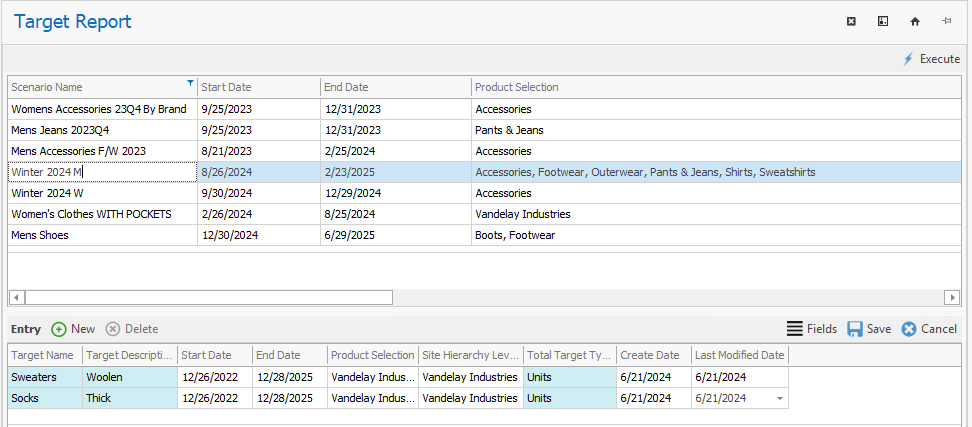 Target Report
Execute
Scenario Name Start Date End Date Product Selection
Womens Accessories 23Q4 By Brand 9/25/2023 12/31/2023 Accessories
Mens Jeans 2023Q4 9/25/2023 12/31/2023 Pants & Jeans
Mens Accessories F/W 2023 8/21/2023 2/25/2024 Accessories
Winter 2024 M 8/26/2024 2/23/2025 Accessories, Footwear, Outerwear, Pants & Jeans, Shirts, Sweatshirts
Winter 2024 W 9/30/2024 12/29/2024 Accessories
Women's Clothes WITH POCKETS 2/26/2024 8/25/2024 Vandelay Industries
Mens Shoes 12/30/2024 6/29/2025 Boots, Footwear
Entry New Delete Fields Save Cancel
Target Name Target Descripti... Start Date End Date Product Selection Site Hierarchy Lev... Total Target Ty... Create Date Last Modified Date
Sweaters Woolen 12/26/2022 12/28/2025 Vandelay Indus... Vandelay Industries Units 6/21/2024 6/21/2024
Socks Thick 12/26/2022 12/28/2025 Vandelay Indus... Vandelay Industries Units 6/21/2024 6/21/2024